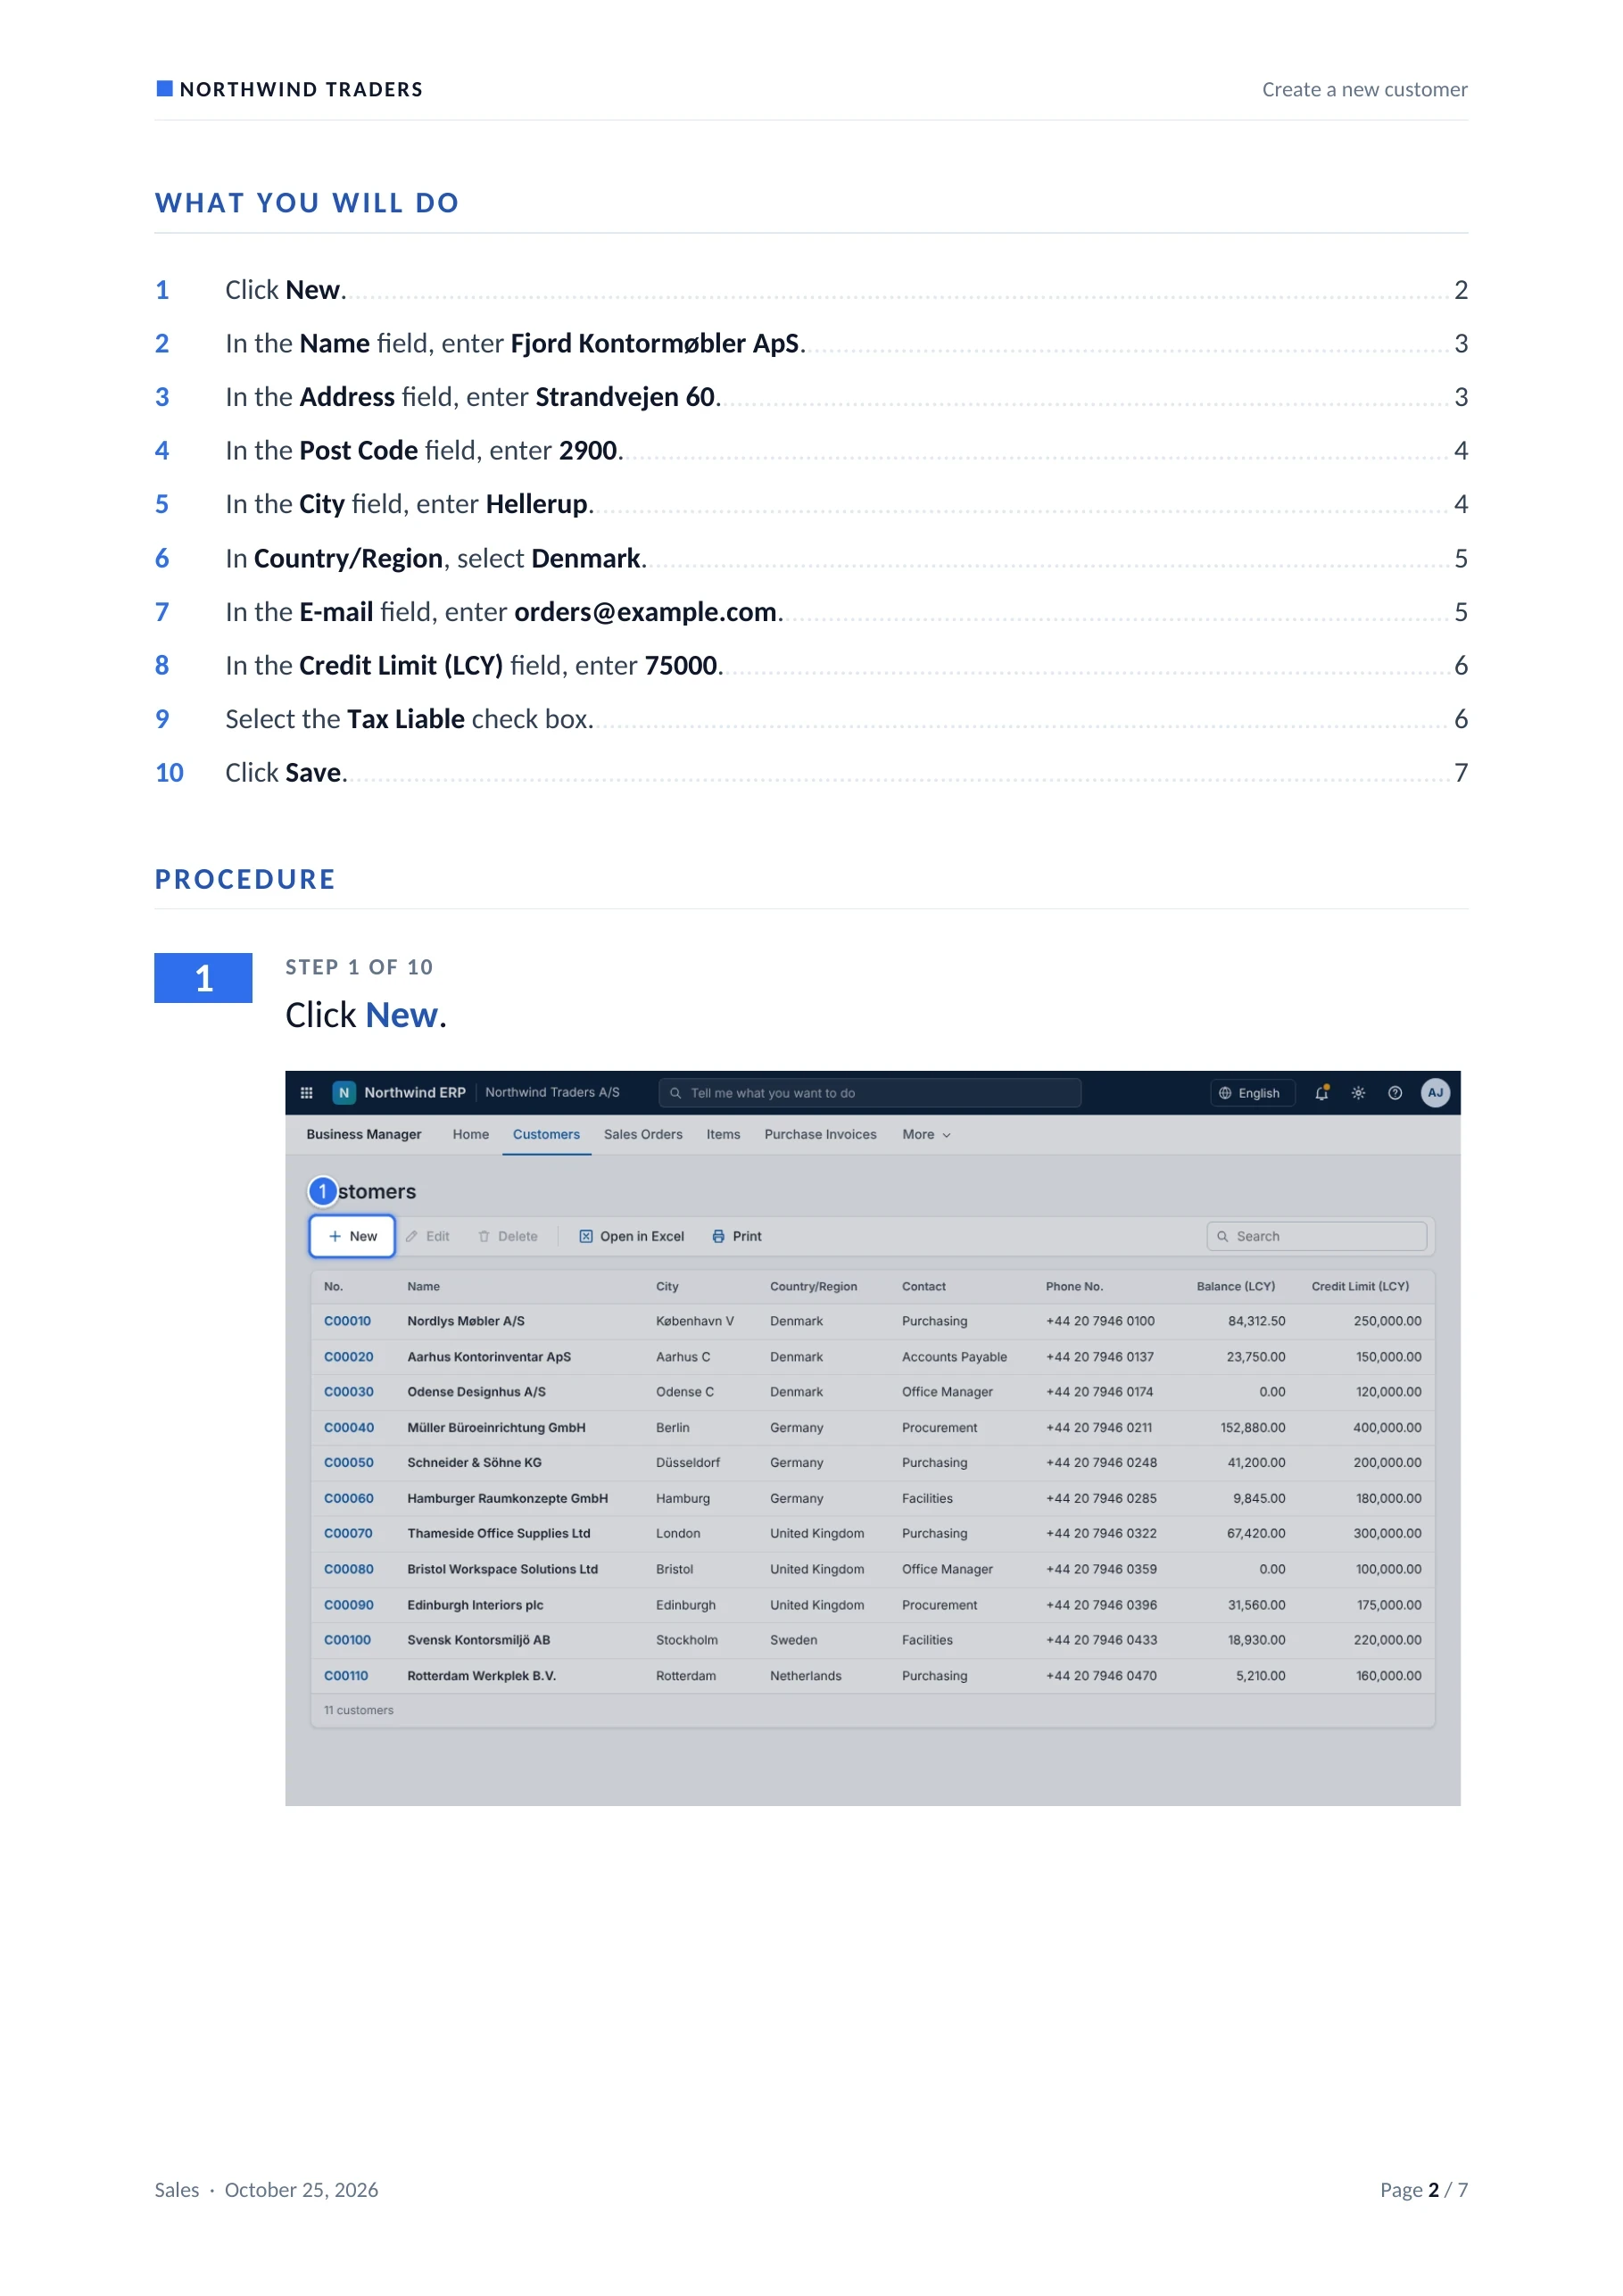 NORTHWIND TRADERS
Create a new customer
WHAT YOU WILL DO
1 Click New. 2
2 In the Name field, enter Fjord Kontormøbler ApS. 3
3 In the Address field, enter Strandvejen 60. 3
4 In the Post Code field, enter 2900. 4
5 In the City field, enter Hellerup. 4
6 In Country/Region, select Denmark. 5
7 In the E-mail field, enter orders@example.com. 5
8 In the Credit Limit (LCY) field, enter 75000. 6
9 Select the Tax Liable check box. 6
10 Click Save. 7
PROCEDURE
1 STEP 1 OF 10
Click New.
N Northwind ERP Northwind Traders A/S Tell me what you want to do English AJ
Business Manager Home Customers Sales Orders Items Purchase Invoices More
1 stomers
New Edit Delete Open in Excel Print Search
No. Name City Country/Region Contact Phone No. Balance (LCY) Credit Limit (LCY)
C00010 Nordlys Møbler A/S København V Denmark Purchasing +44 20 7946 0100 84,312.50 250,000.00
C00020 Aarhus Kontorinventar ApS Aarhus C Denmark Accounts Payable +44 20 7946 0137 23,750.00 150,000.00
C00030 Odense Designhus A/S Odense C Denmark Office Manager +44 20 7946 0174 0.00 120,000.00
C00040 Müller Büroeinrichtung GmbH Berlin Germany Procurement +44 20 7946 0211 152,880.00 400,000.00
C00050 Schneider & Söhne KG Düsseldorf Germany Purchasing +44 20 7946 0248 41,200.00 200,000.00
C00060 Hamburger Raumkonzepte GmbH Hamburg Germany Facilities +44 20 7946 0285 9,845.00 180,000.00
C00070 Thameside Office Supplies Ltd London United Kingdom Purchasing +44 20 7946 0322 67,420.00 300,000.00
C00080 Bristol Workspace Solutions Ltd Bristol United Kingdom Office Manager +44 20 7946 0359 0.00 100,000.00
C00090 Edinburgh Interiors plc Edinburgh United Kingdom Procurement +44 20 7946 0396 31,560.00 175,000.00
C00100 Svensk Kontorsmiljö AB Stockholm Sweden Facilities +44 20 7946 0433 18,930.00 220,000.00
C00110 Rotterdam Werkplek B.V. Rotterdam Netherlands Purchasing +44 20 7946 0470 5,210.00 160,000.00
11 customers
Sales · October 25, 2026
Page 2 / 7